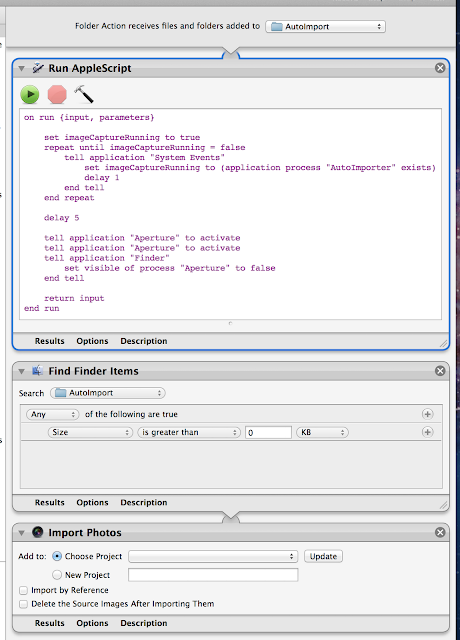 Folder Action receives files and folders added to AutoImport
Run AppleScript
on run {input, parameters}
set imageCaptureRunning to true
repeat until imageCaptureRunning = false
tell application "System Events"
set imageCaptureRunning to (application process "AutoImporter" exists)
delay 1
end tell
end repeat
delay 5
tell application "Aperture" to activate
tell application "Aperture" to activate
tell application "Finder"
set visible of process "Aperture" to false
end tell
return input
end run
Results Options Description
Find Finder Items
Search AutoImport
Any of the following are true
Size is greater than 0 KB
Results Options Description
Import Photos
Add to: Choose Project Update
New Project
Import by Reference
Delete the Source Images After Importing Them
Results Options Description